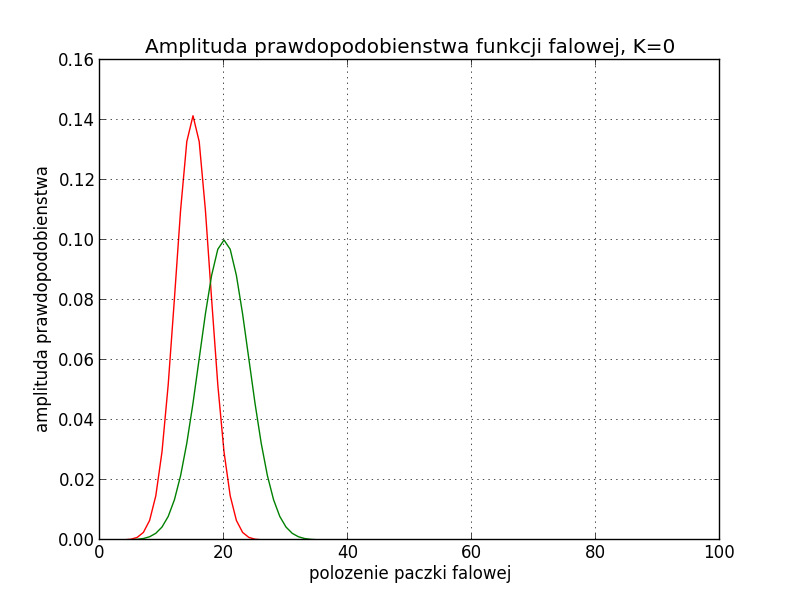 Amplituda prawdopodobienstwa funkcji falowej, K=0
0.16
0.14
0.12
0.10
0.08
0.06
0.04
0.02
0.00
amplituda prawdopodobienstwa
0 20 40 60 80 100
polozenie paczki falowej